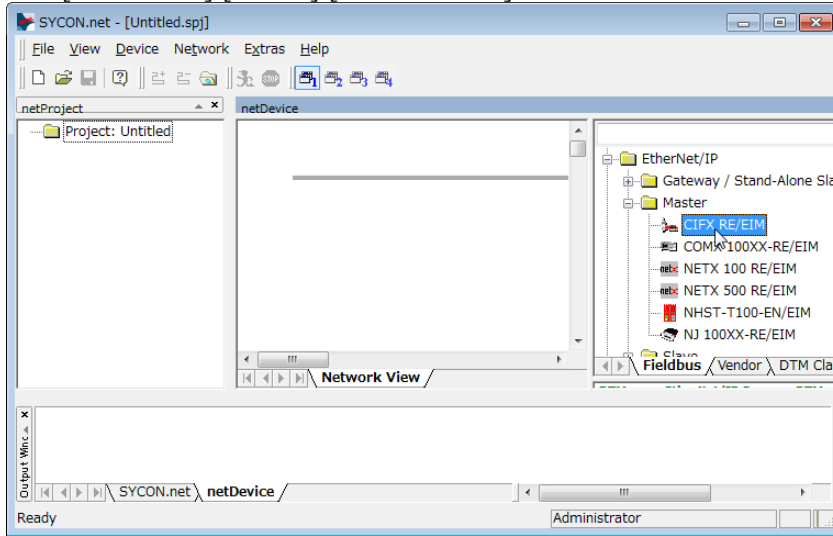 SYCON.net - [Untitled.spj]
File View Device Network Extras Help
netProject
netDevice
Project: Untitled
EtherNet/IP
Gateway / Stand-Alone Sla
Master
CIFX RE/EIM
COMX 100XX-RE/EIM
NETX 100 RE/EIM
NETX 500 RE/EIM
NHST-T100-EN/EIM
NJ 100XX-RE/EIM
Slave
Network View
Fieldbus Vendor DTM Cla
Output Winc
SYCON.net netDevice
Ready
Administrator